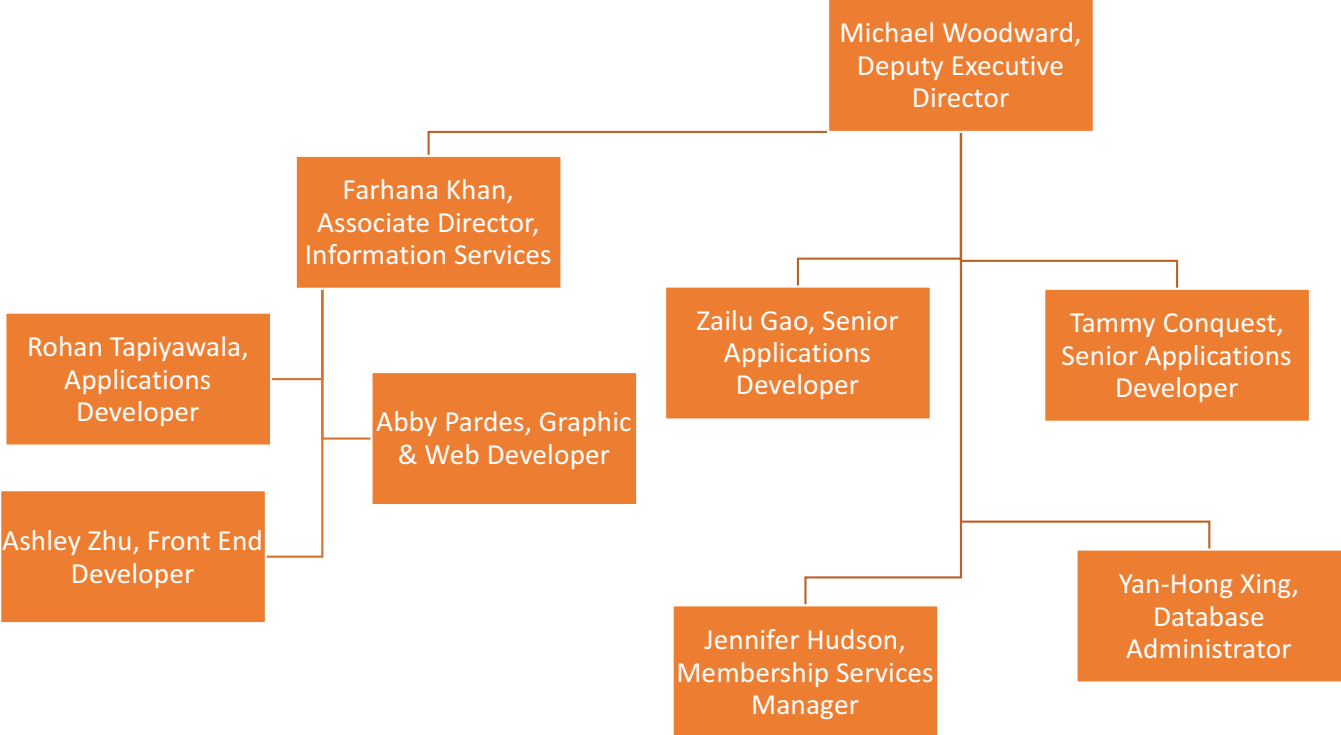 Michael Woodward,
Deputy Executive
Director
Farhana Khan,
Associate Director,
Information Services
Zailu Gao, Senior
Applications
Developer
Tammy Conquest,
Senior Applications
Developer
Rohan Tapiyawala,
Applications
Developer
Abby Pardes, Graphic
& Web Developer
Ashley Zhu, Front End
Developer
Yan-Hong Xing,
Database
Administrator
Jennifer Hudson,
Membership Services
Manager